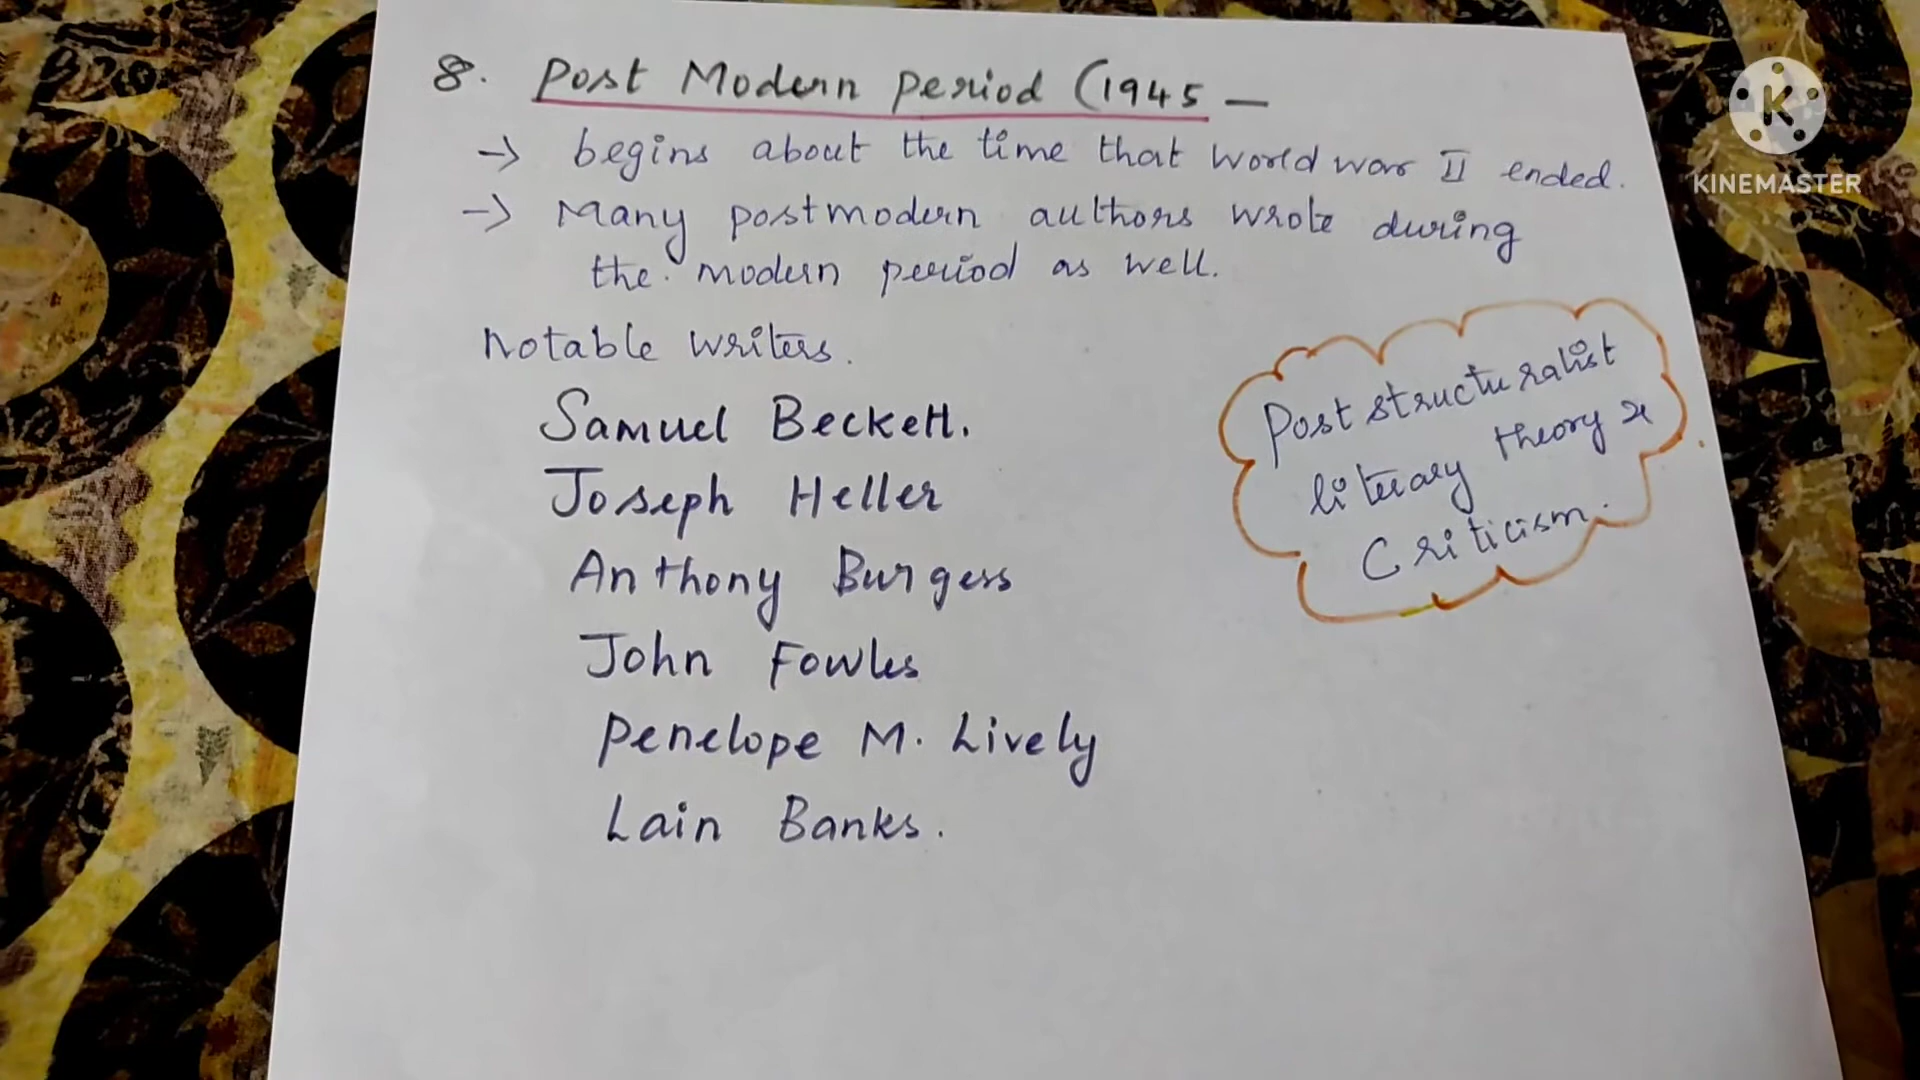 8. Post Modern Period (1945 —
→ begins about the time that World War II ended.
→ Many postmodern authors wrote during
the modern period as well.
Notable writers.
Samuel Beckett.
Joseph Heller
Anthony Burgess
John Fowles
Penelope M. Lively
Lain Banks.
Post structuralist
literary theory &
Criticism.
KINEMASTER